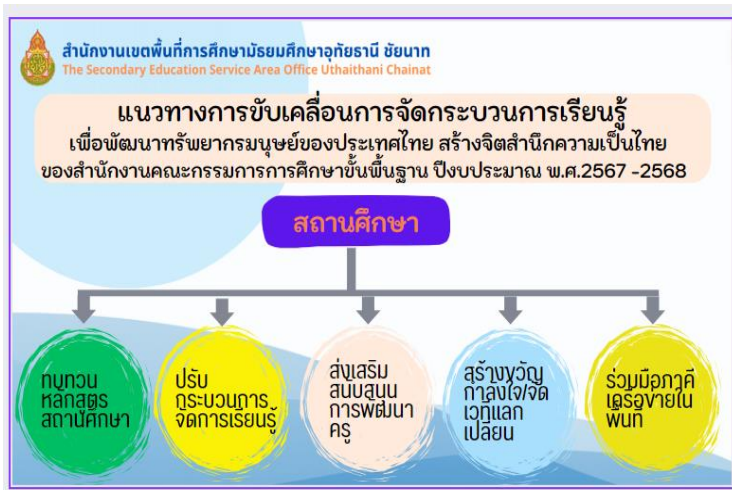 สำนักงานเขตพื้นที่การศึกษามัธยมศึกษาอุทัยธานี ชัยนาท
The Secondary Education Service Area Office Uthaithani Chainat
แนวทางการขับเคลื่อนการจัดกระบวนการเรียนรู้
เพื่อพัฒนาทรัพยากรมนุษย์ของประเทศไทย สร้างจิตสำนึกความเป็นไทย
ของสำนักงานคณะกรรมการการศึกษาขั้นพื้นฐาน ปีงบประมาณ พ.ศ.2567 -2568
สถานศึกษา
ทบทวน
หลักสูตร
สถานศึกษา
ปรับ
กระบวนการ
จัดการเรียนรู้
ส่งเสริม
สนับสนุน
การพัฒนา
ครู
สร้างขวัญ
กำลังใจ/จัด
เวทีแลก
เปลี่ยน
ร่วมมือภาคี
เครือข่ายใน
พื้นที่